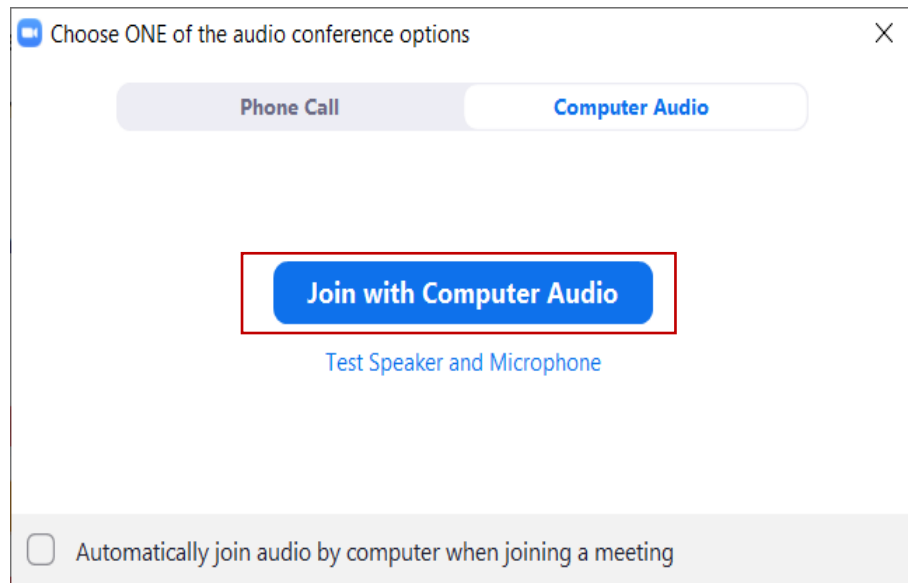 Choose ONE of the audio conference options
Phone Call
Computer Audio
Join with Computer Audio
Test Speaker and Microphone
Automatically join audio by computer when joining a meeting